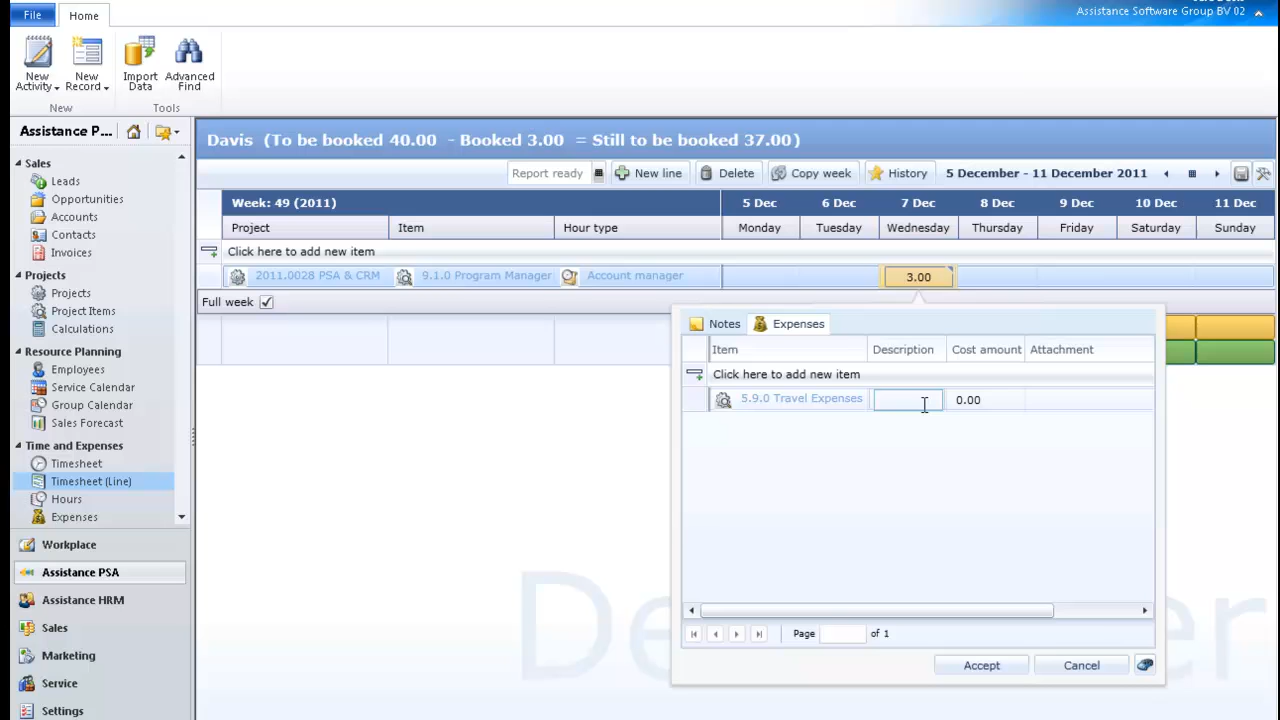 File Home
Assistance Software Group BV 02
New Activity
New Record
Import Data
Advanced Find
New
Tools
Assistance P...
Davis (To be booked 40.00 - Booked 3.00 = Still to be booked 37.00)
Report ready New line Delete Copy week History 5 December - 11 December 2011
Sales
Leads
Opportunities
Accounts
Contacts
Invoices
Projects
Projects
Project Items
Calculations
Resource Planning
Employees
Service Calendar
Group Calendar
Sales Forecast
Time and Expenses
Timesheet
Timesheet (Line)
Hours
Expenses
Workplace
Assistance PSA
Assistance HRM
Sales
Marketing
Service
Settings
Week: 49 (2011) 5 Dec 6 Dec 7 Dec 8 Dec 9 Dec 10 Dec 11 Dec
Project Item Hour type Monday Tuesday Wednesday Thursday Friday Saturday Sunday
Click here to add new item
2011.0028 PSA & CRM 9.1.0 Program Manager Account manager 3.00
Full week
Notes Expenses
Item Description Cost amount Attachment
Click here to add new item
5.9.0 Travel Expenses 0.00
Page of 1
Accept Cancel